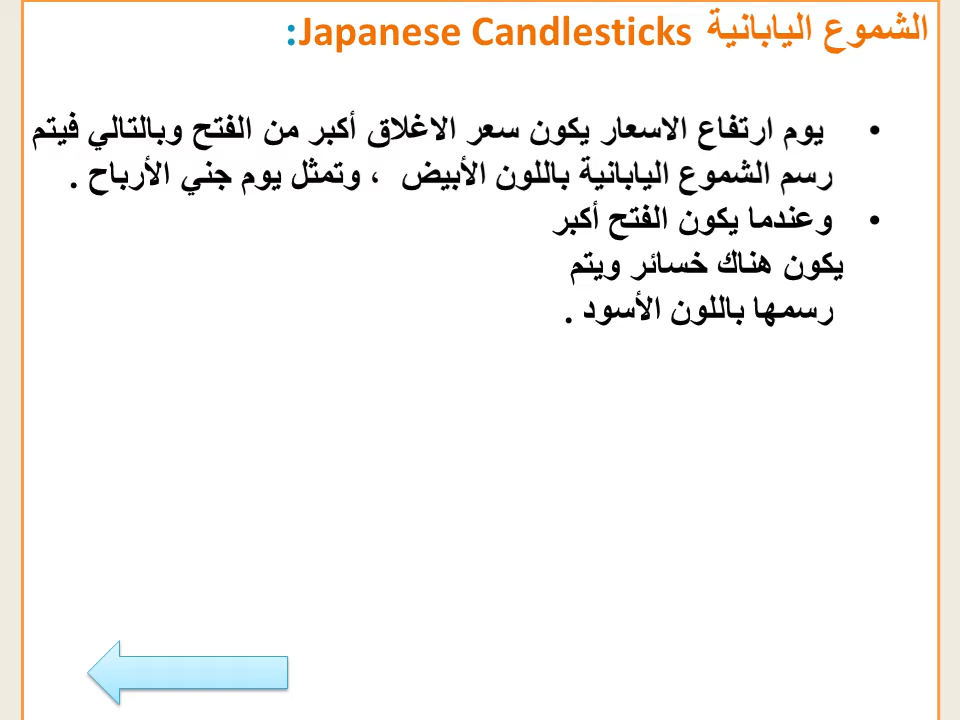 الشموع اليابانية Japanese Candlesticks:
• يوم ارتفاع الاسعار يكون سعر الاغلاق أكبر من الفتح وبالتالي فيتم
رسم الشموع اليابانية باللون الأبيض ، وتمثل يوم جني الأرباح .
• وعندما يكون الفتح أكبر
يكون هناك خسائر ويتم
رسمها باللون الأسود .